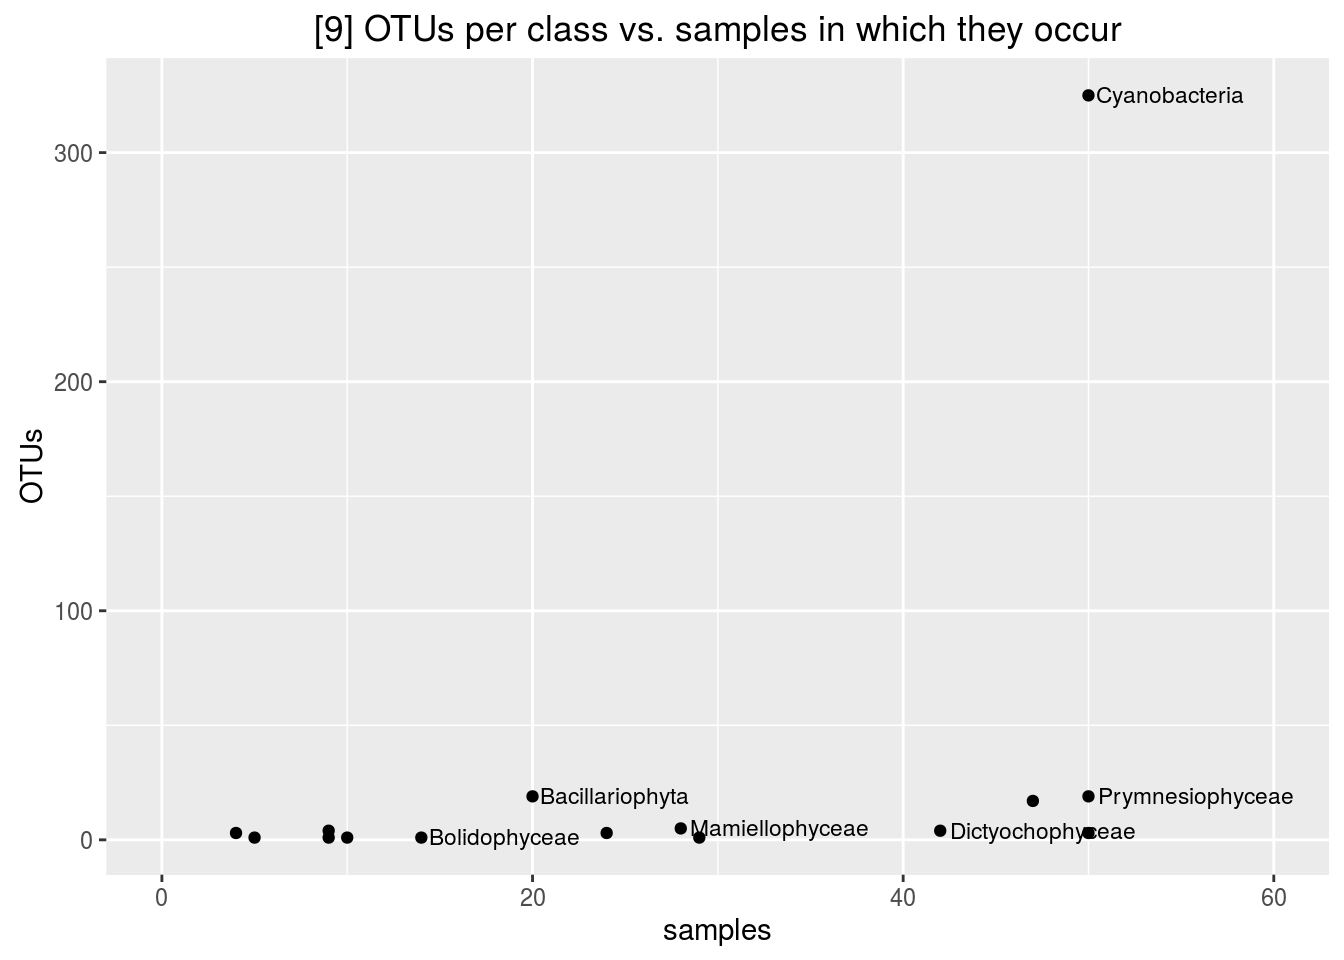 [9] OTUs per class vs. samples in which they occur
Cyanobacteria
300
200
OTUs
100
Bacillariophyta
Prymnesiophyceae
Mamiellophyceae
Dictyochophyceae
Bolidophyceae
0
0 20 40 60
samples